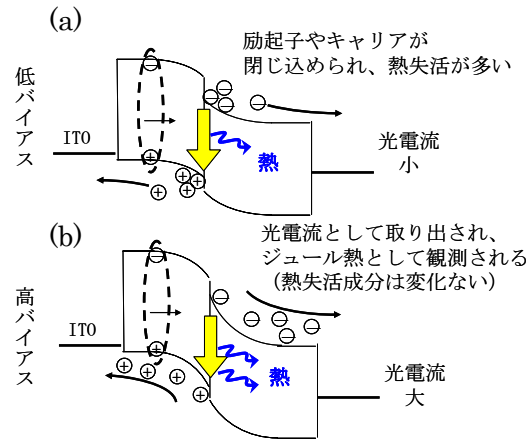 (a)
励起子やキャリアが
閉じ込められ、熱失活が多い
低バイアス
ITO
熱
光電流
小
(b)
光電流として取り出され、
ジュール熱として観測される
（熱失活成分は変化ない）
高バイアス
ITO
熱
光電流
大